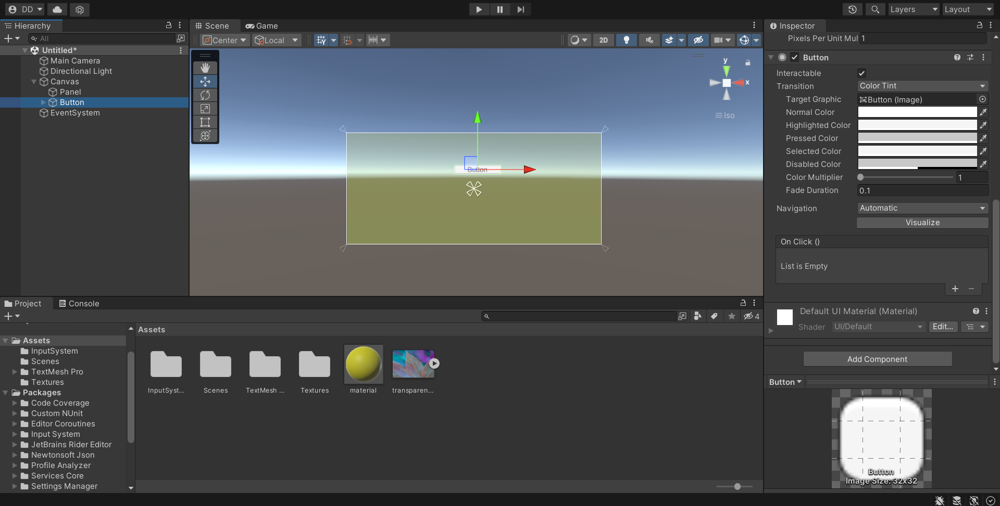 DD
Layers
Layout
Hierarchy
All
Untitled*
Main Camera
Directional Light
Canvas
Panel
Button
EventSystem
Scene
Game
Center
Local
2D
y
x
Iso
Button
Inspector
Pixels Per Unit Mul 1
Button
Interactable
Transition Color Tint
Target Graphic Button (Image)
Normal Color
Highlighted Color
Pressed Color
Selected Color
Disabled Color
Color Multiplier 1
Fade Duration 0.1
Navigation Automatic
Visualize
On Click ()
List is Empty
Default UI Material (Material)
Shader UI/Default Edit...
Add Component
Button
Button
Image Size: 32x32
Project
Console
4
Assets
InputSystem
Scenes
TextMesh Pro
Textures
Packages
Code Coverage
Custom NUnit
Editor Coroutines
Input System
JetBrains Rider Editor
Newtonsoft Json
Profile Analyzer
Services Core
Settings Manager
Assets
InputSyst...
Scenes
TextMesh ...
Textures
material
transparen...